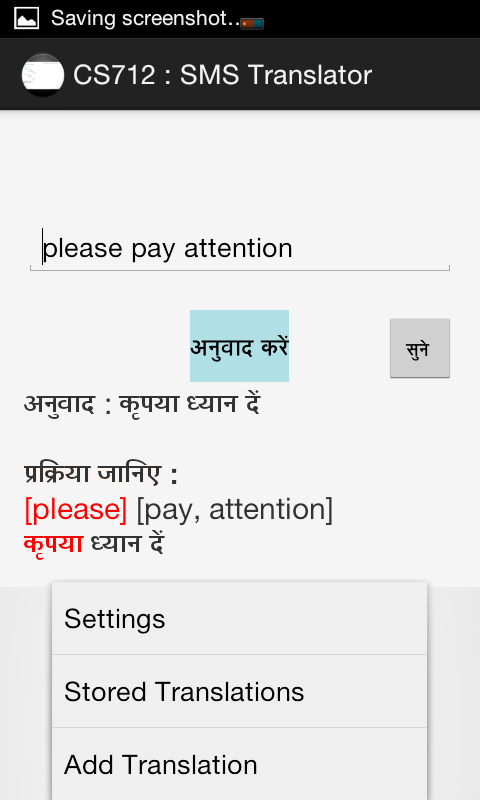 Saving screenshot...
CS712 : SMS Translator
please pay attention
अनुवाद करें
सुने
अनुवाद : कृपया ध्यान दें
प्रक्रिया जानिए :
[please] [pay, attention]
कृपया ध्यान दें
Settings
Stored Translations
Add Translation